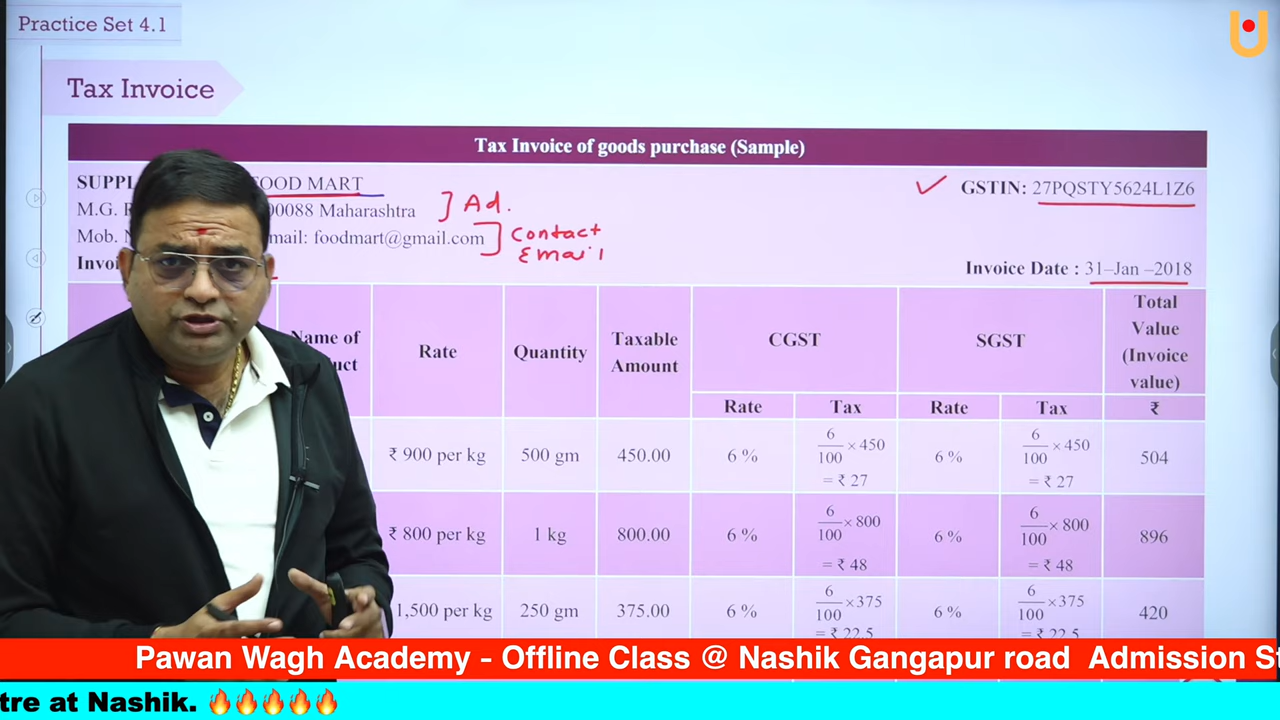 Practice Set 4.1
Tax Invoice
Tax Invoice of goods purchase (Sample)
FOOD MART
GSTIN: 27PQSTY5624L1Z6
M.G. 00088 Maharashtra
Ad.
Mob. foodmart@gmail.com
Contact
Email
Invoice Date : 31–Jan –2018
Name of
Rate
Quantity
Taxable
Amount
CGST
SGST
Total
Value
(Invoice
value)
Rate Tax Rate Tax ₹
₹ 900 per kg 500 gm 450.00 6 % 6/100 × 450 = ₹ 27 6 % 6/100 × 450 = ₹ 27 504
₹ 800 per kg 1 kg 800.00 6 % 6/100 × 800 = ₹ 48 6 % 6/100 × 800 = ₹ 48 896
1,500 per kg 250 gm 375.00 6 % 6/100 ×375 = ₹ 22.5 6 % 6/100 ×375 = ₹ 22.5 420
Pawan Wagh Academy - Offline Class @ Nashik Gangapur road Admission St
tre at Nashik. 🔥🔥🔥🔥🔥